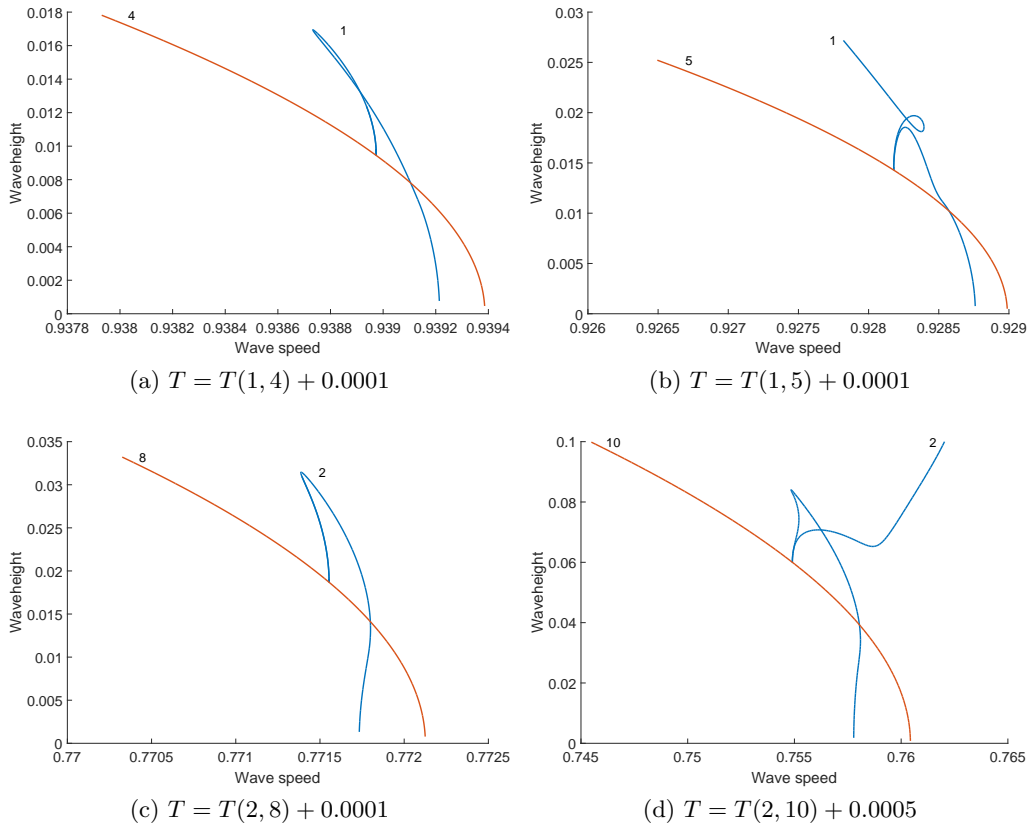 0.018
0.016
0.014
0.012
0.01
0.008
0.006
0.004
0.002
0
Waveheight
4
1
0.9378 0.938 0.9382 0.9384 0.9386 0.9388 0.939 0.9392 0.9394
Wave speed
(a) T = T(1, 4) + 0.0001
0.03
0.025
0.02
0.015
0.01
0.005
0
Waveheight
5
1
0.926 0.9265 0.927 0.9275 0.928 0.9285 0.929
Wave speed
(b) T = T(1, 5) + 0.0001
0.035
0.03
0.025
0.02
0.015
0.01
0.005
0
Waveheight
8
2
0.77 0.7705 0.771 0.7715 0.772 0.7725
Wave speed
(c) T = T(2, 8) + 0.0001
0.1
0.08
0.06
0.04
0.02
0
Waveheight
10
2
0.745 0.75 0.755 0.76 0.765
Wave speed
(d) T = T(2, 10) + 0.0005